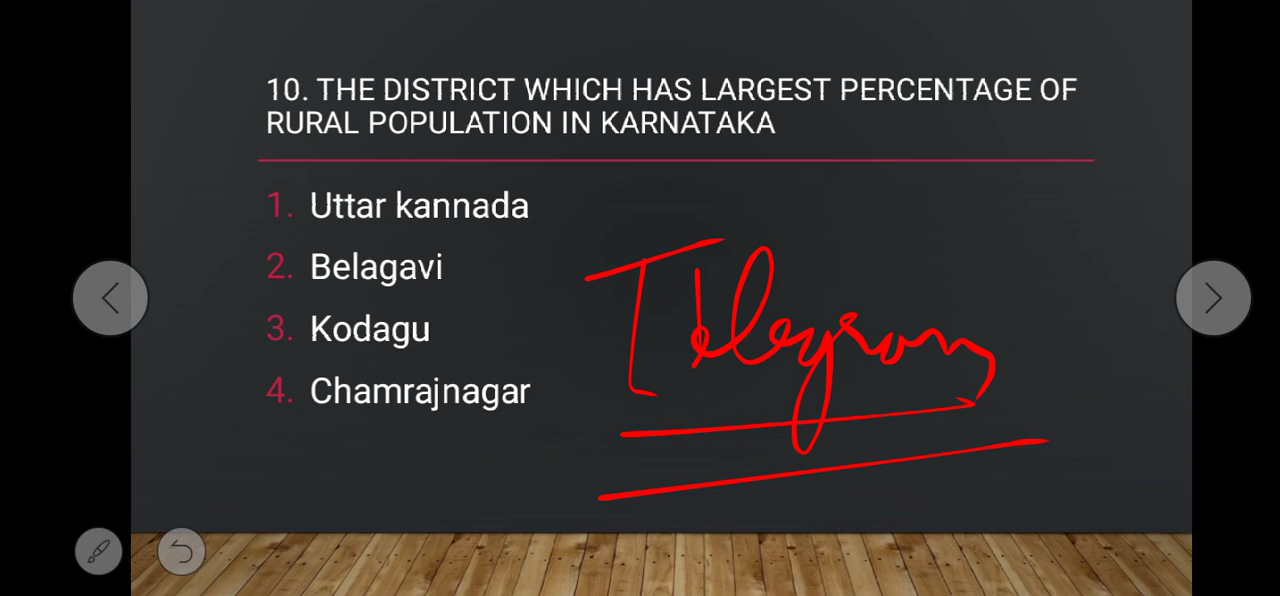 10. THE DISTRICT WHICH HAS LARGEST PERCENTAGE OF
RURAL POPULATION IN KARNATAKA
1. Uttar kannada
2. Belagavi
3. Kodagu
4. Chamrajnagar
Telegram